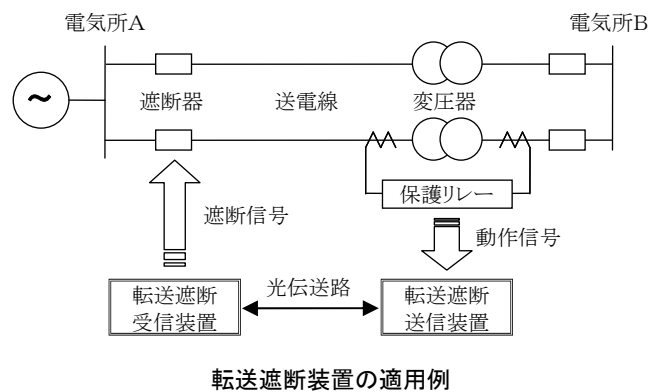 電気所A
電気所B
~
遮断器
送電線
変圧器
保護リレー
遮断信号
動作信号
転送遮断
受信装置
光伝送路
転送遮断
送信装置
転送遮断装置の適用例